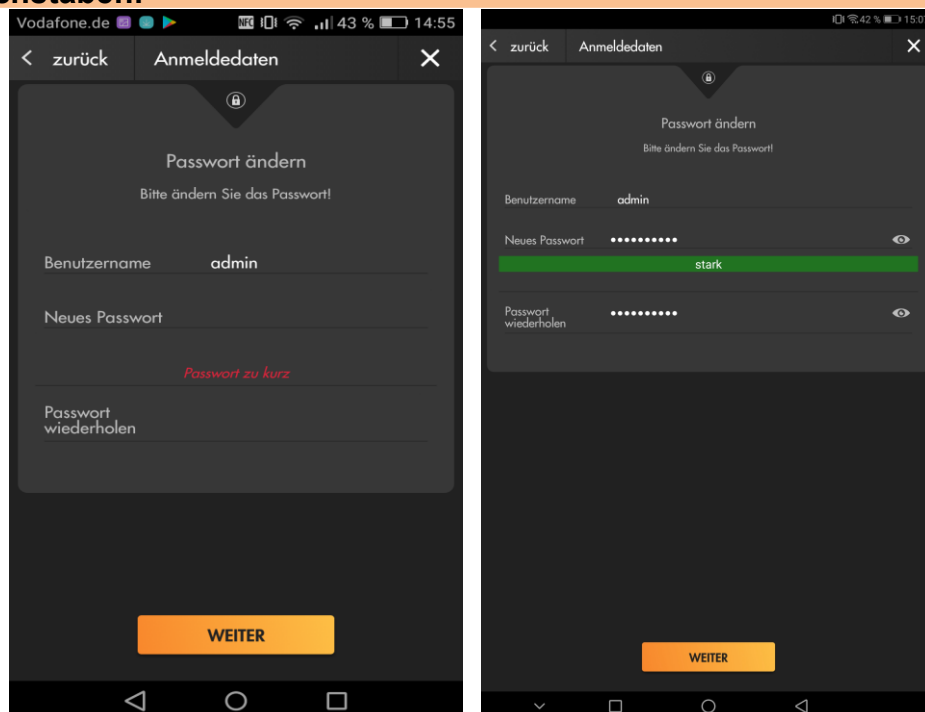 Vodafone.de 43 % 14:55
zurück Anmeldedaten
Passwort ändern
Bitte ändern Sie das Passwort!
Benutzername admin
Neues Passwort
Passwort zu kurz
Passwort
wiederholen
WEITER
42 %
zurück Anmeldedaten
Passwort ändern
Bitte ändern Sie das Passwort!
Benutzername admin
Neues Passwort ••••••••••
stark
Passwort
wiederholen ••••••••••
WEITER